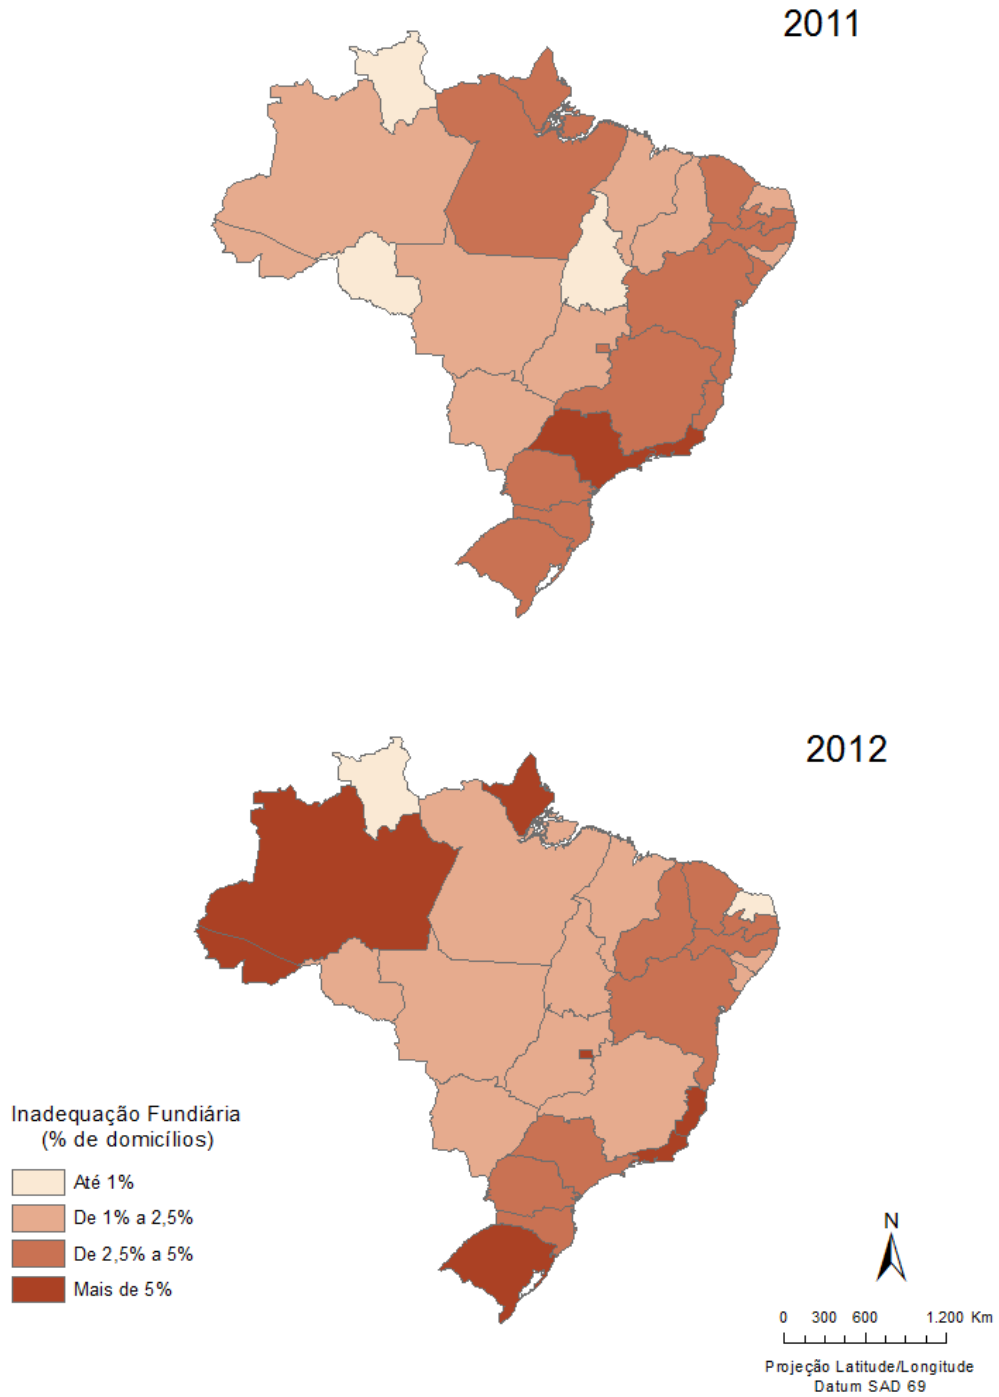 2011
2012
Inadequação Fundiária
(% de domicílios)
Até 1%
De 1% a 2,5%
De 2,5% a 5%
Mais de 5%
N
0 300 600 1.200 Km
Projeção Latitude/Longitude
Datum SAD 69